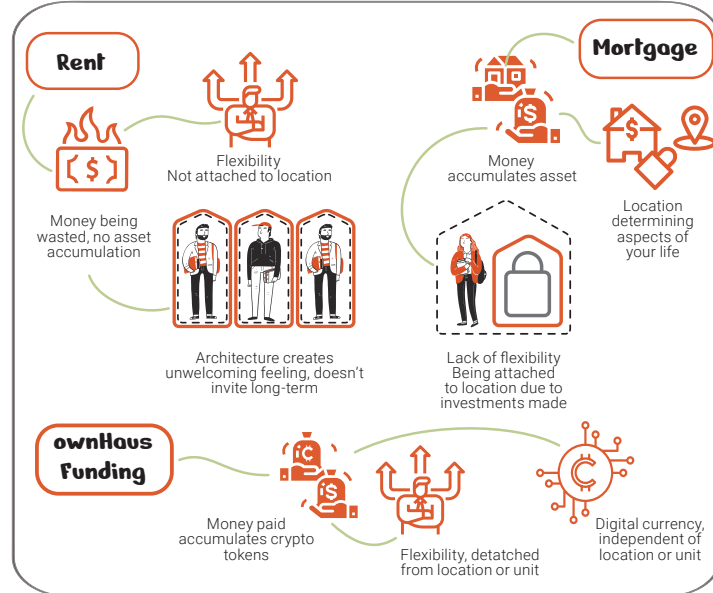 Rent
Flexibility
Not attached to location
Money being
wasted, no asset
accumulation
$
Architecture creates
unwelcoming feeling, doesn't
invite long-term
Mortgage
iS
Money
accumulates asset
$
Location
determining
aspects of
your life
Lack of flexibility
Being attached
to location due to
investments made
ownHaus
Funding
iC
iS
Money paid
accumulates crypto
tokens
Flexibility, detatched
from location or unit
C
Digital currency,
independent of
location or unit